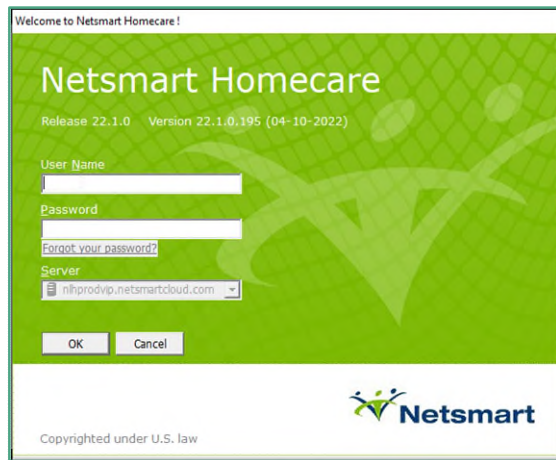 Welcome to Netsmart Homecare !
Netsmart Homecare
Release 22.1.0 Version 22.1.0.195 (04-10-2022)
User Name
Password
Forgot your password?
Server
nlhprodvip.netsmartcloud.com
OK Cancel
Netsmart
Copyrighted under U.S. law